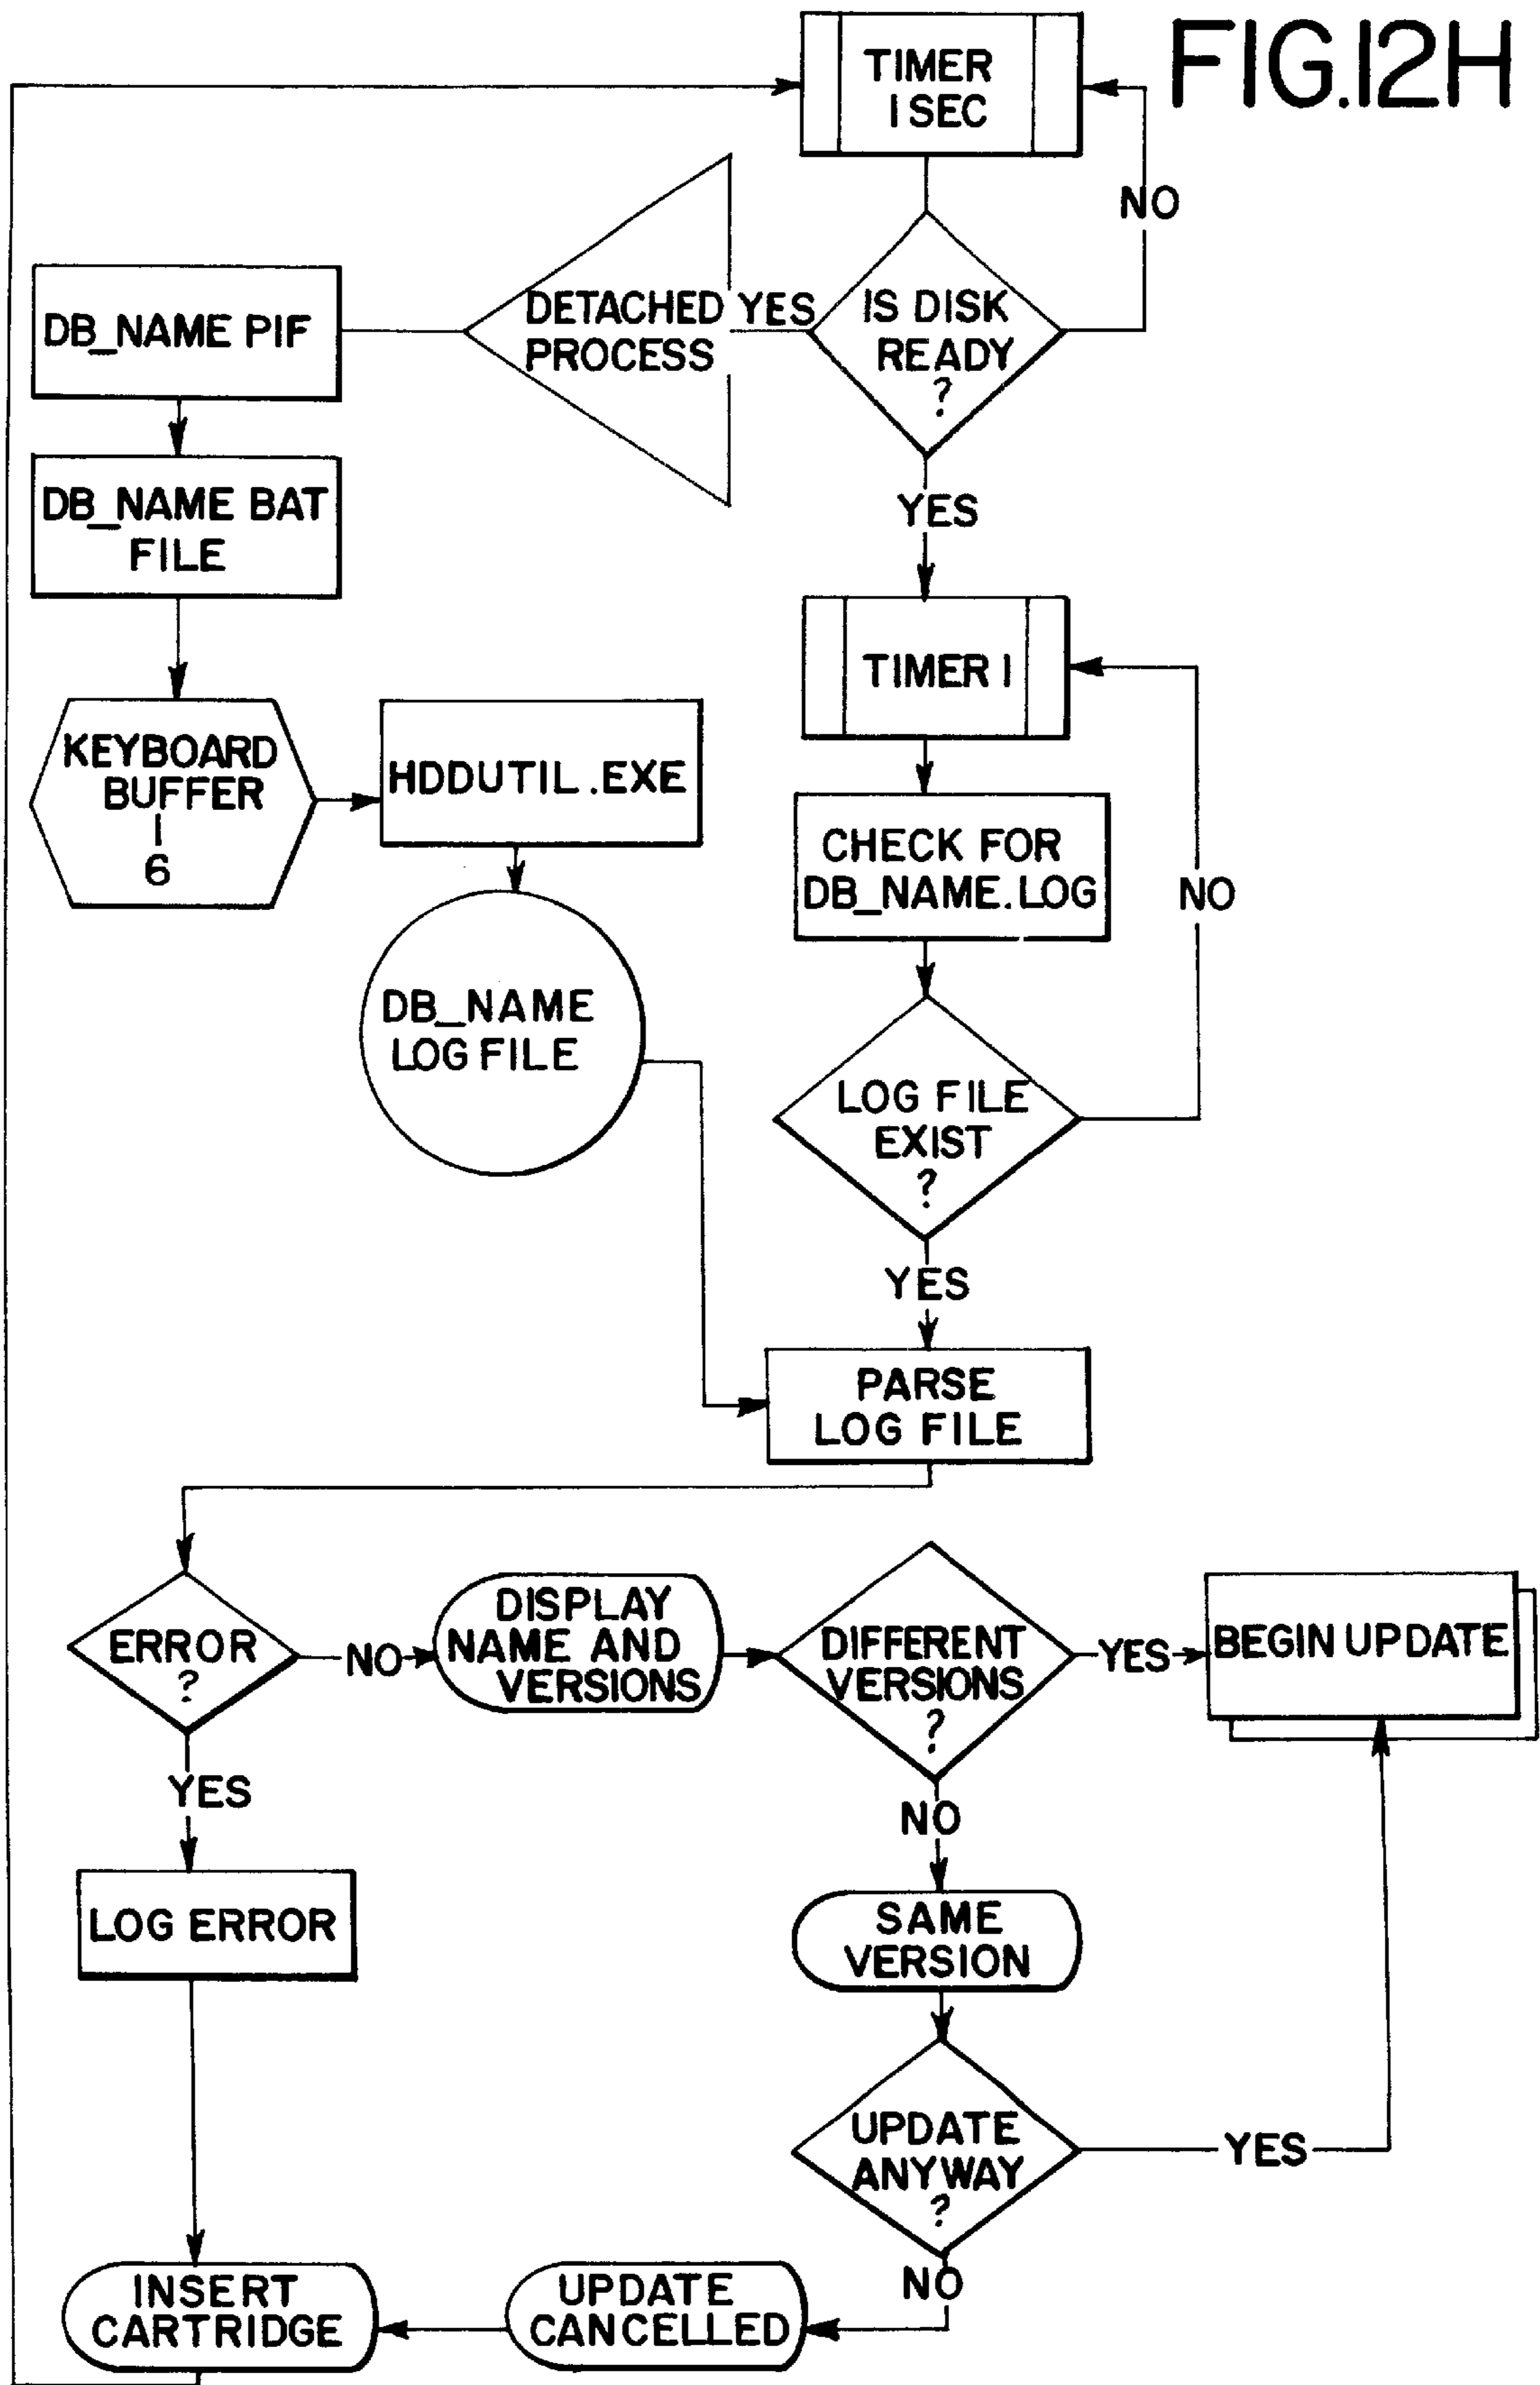 FIG.12H
TIMER
1 SEC
NO
IS DISK
READY
?
YES
DETACHED
PROCESS
DB_NAME PIF
DB_NAME BAT
FILE
KEYBOARD
BUFFER
1
6
HDDUTIL.EXE
DB_NAME
LOG FILE
YES
TIMER 1
CHECK FOR
DB_NAME.LOG
NO
LOG FILE
EXIST
?
YES
PARSE
LOG FILE
ERROR
?
NO
DISPLAY
NAME AND
VERSIONS
DIFFERENT
VERSIONS
?
YES
BEGIN UPDATE
YES
LOG ERROR
NO
SAME
VERSION
UPDATE
ANYWAY
?
YES
NO
UPDATE
CANCELLED
INSERT
CARTRIDGE